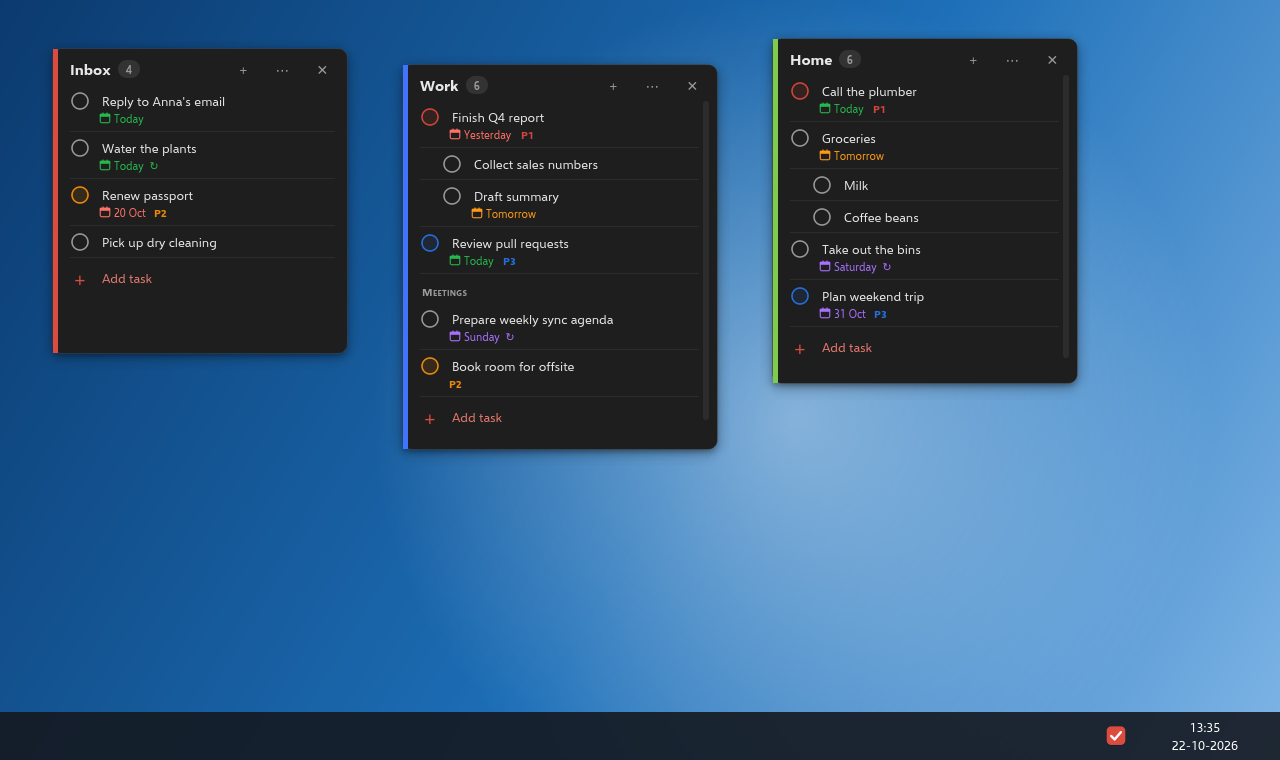 Inbox 4 + ... ✕
Reply to Anna's email
Today
Water the plants
Today ↻
Renew passport
20 Oct P2
Pick up dry cleaning
+ Add task
Work 6 + ... ✕
Finish Q4 report
Yesterday P1
Collect sales numbers
Draft summary
Tomorrow
Review pull requests
Today P3
Meetings
Prepare weekly sync agenda
Sunday ↻
Book room for offsite
P2
+ Add task
Home 6 + ... ✕
Call the plumber
Today P1
Groceries
Tomorrow
Milk
Coffee beans
Take out the bins
Saturday ↻
Plan weekend trip
31 Oct P3
+ Add task
13:35
22-10-2026